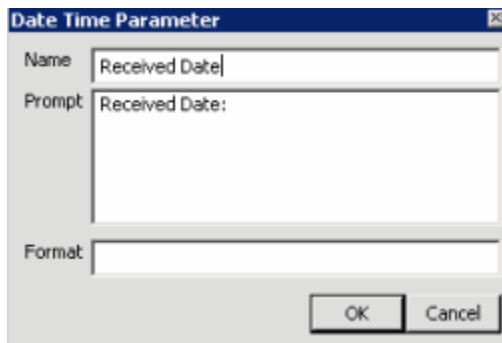 Date Time Parameter
Name Received Date
Prompt Received Date:
Format
OK Cancel